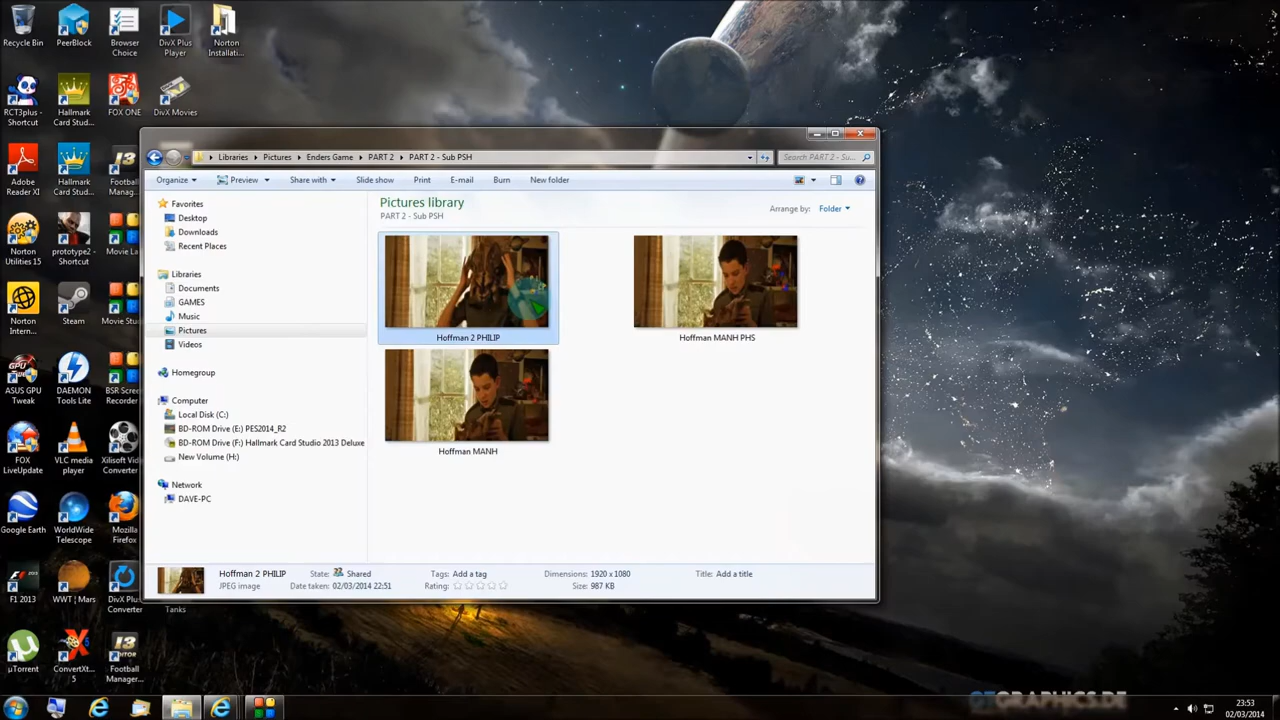 Recycle Bin
PeerBlock
Browser Choice
DivX Plus Player
Norton Installati...
RCT3plus - Shortcut
Hallmark Card Stud...
FOX ONE
DivX Movies
Adobe Reader XI
Hallmark Card Stud...
Football Manag...
Norton Utilities 15
prototype2 - Shortcut
Movie La
Norton Intern...
Steam
Movie Stu
ASUS GPU Tweak
DAEMON Tools Lite
BSR Scree Recorder
FOX LiveUpdate
VLC media player
Xilisoft Vid Converter
Google Earth
WorldWide Telescope
Mozilla Firefox
F1 2013
WWT | Mars
DivX Plus Converter
Tanks
µTorrent
ConvertXt... 5
Football Manager...
Libraries
Pictures
Enders Game
PART 2
PART 2 - Sub PSH
Search PART 2 - Su...
Organize
Preview
Share with
Slide show
Print
E-mail
Burn
New folder
Favorites
Desktop
Downloads
Recent Places
Libraries
Documents
GAMES
Music
Pictures
Videos
Homegroup
Computer
Local Disk (C:)
BD-ROM Drive (E:) PES2014_R2
BD-ROM Drive (F:) Hallmark Card Studio 2013 Deluxe
New Volume (H:)
Network
DAVE-PC
Pictures library
PART 2 - Sub PSH
Arrange by: Folder
Hoffman 2 PHILIP
Hoffman MANH PHS
Hoffman MANH
Hoffman 2 PHILIP
JPEG image
State: Shared
Date taken: 02/03/2014 22:51
Tags: Add a tag
Rating:
Dimensions: 1920 x 1080
Size: 987 KB
Title: Add a title
23:53
02/03/2014